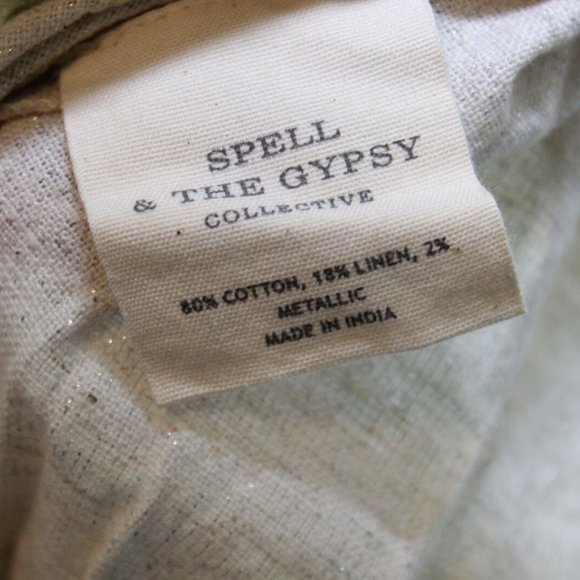 SPELL
& THE GYPSY
COLLECTIVE
80% COTTON, 18% LINEN, 2%
METALLIC
MADE IN INDIA